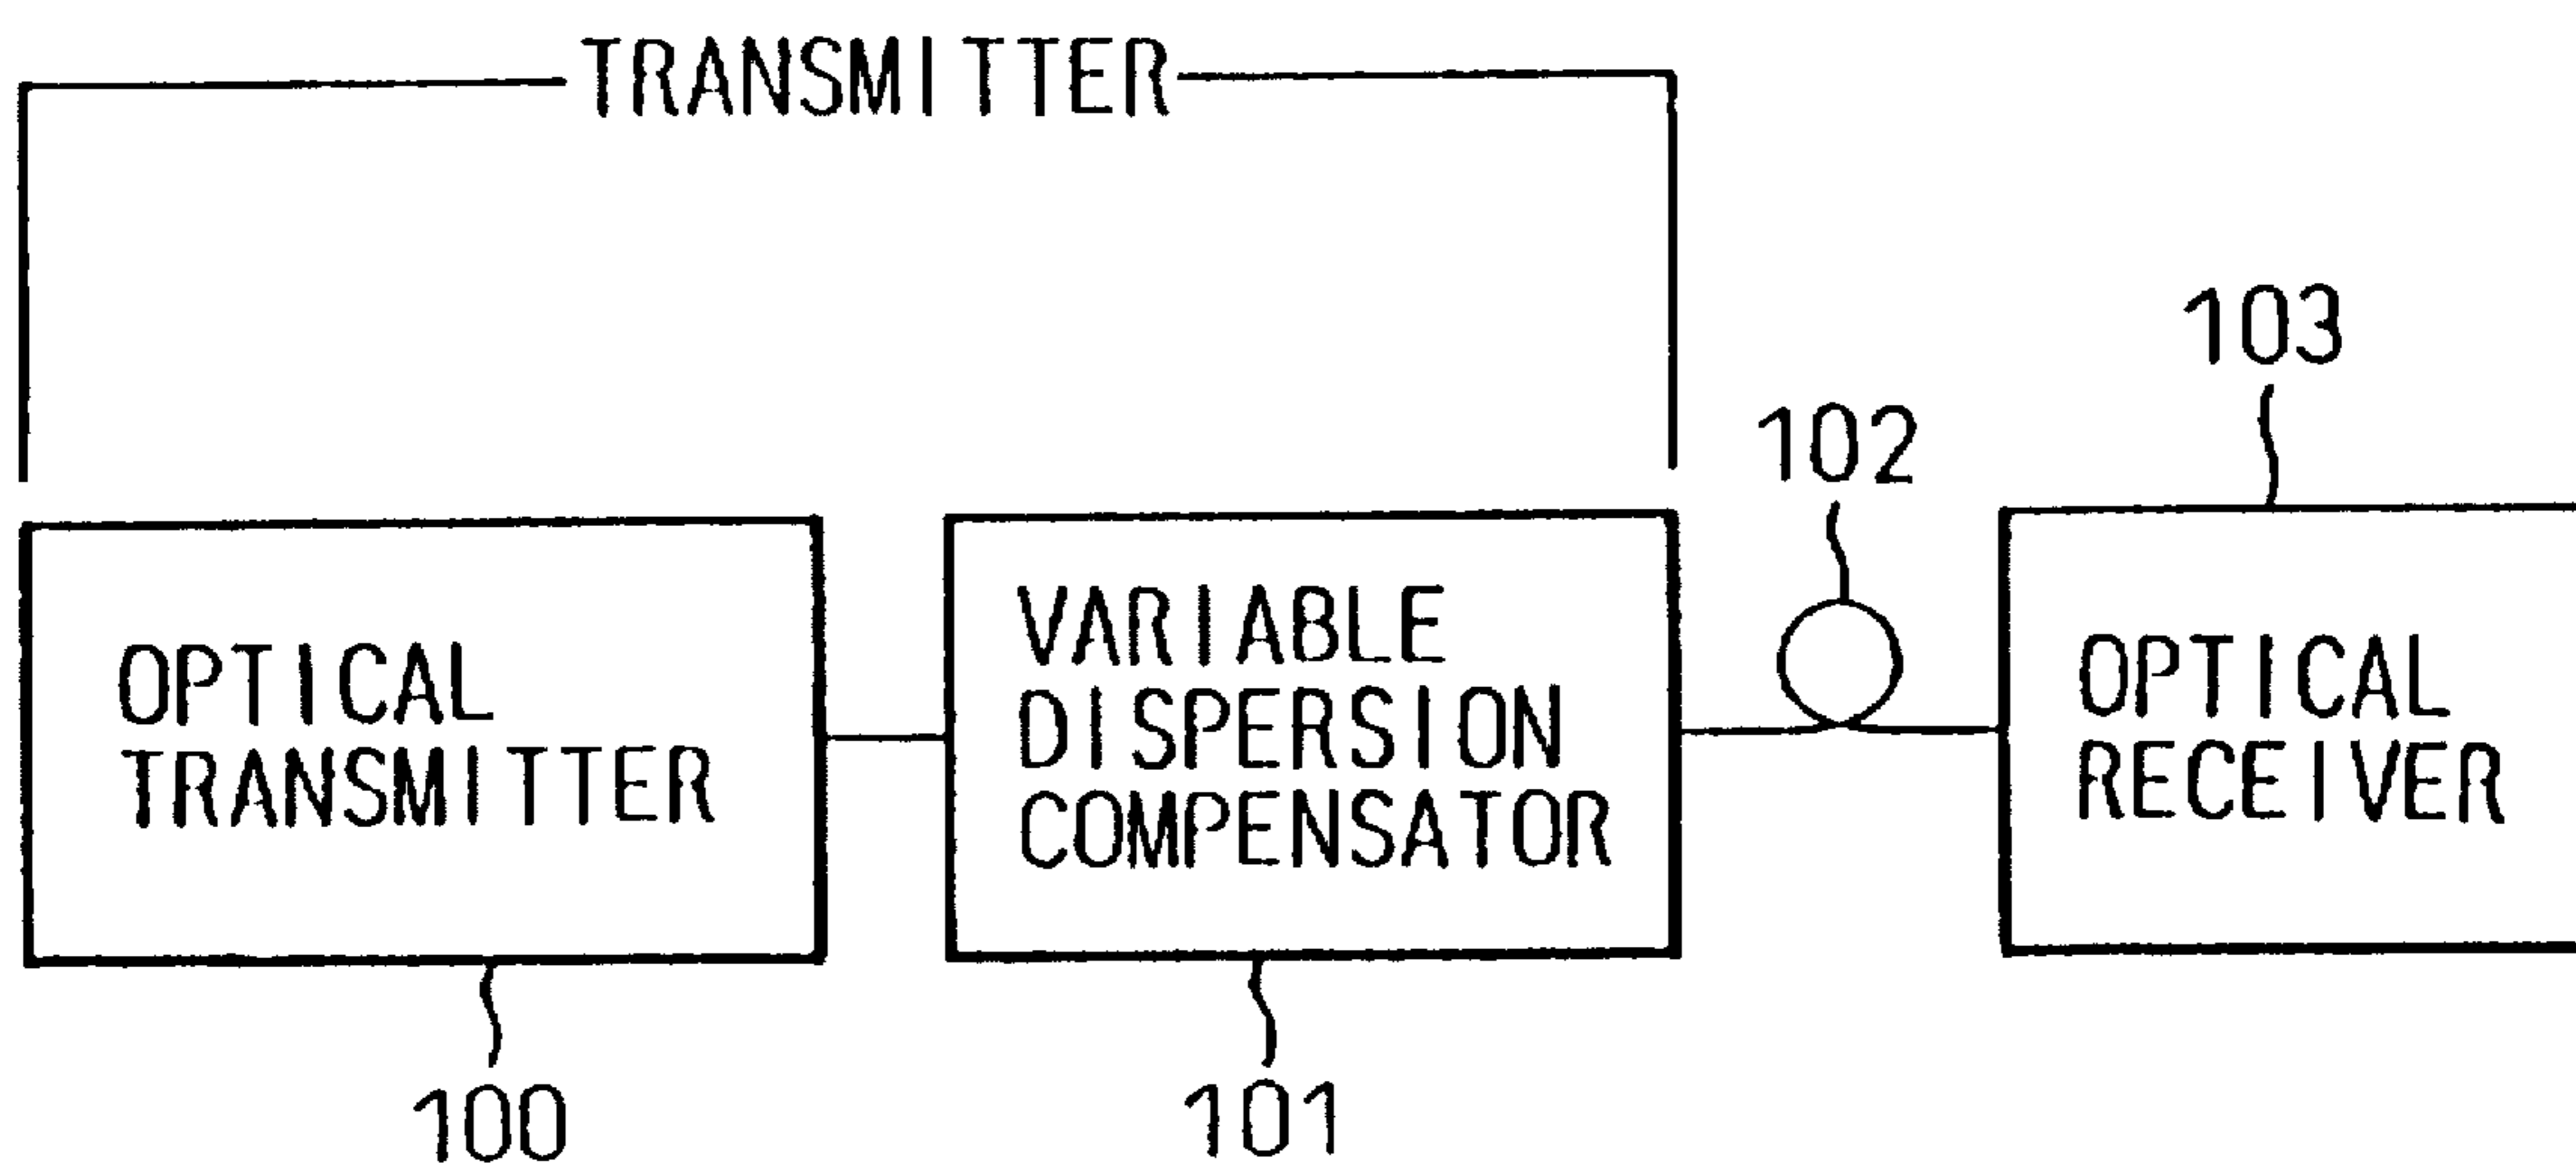 TRANSMITTER
103
102
OPTICAL
TRANSMITTER
VARIABLE
DISPERSION
COMPENSATOR
OPTICAL
RECEIVER
100
101